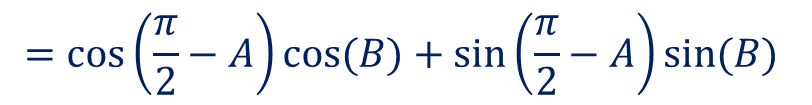 = cos(π/2 − A) cos(B) + sin(π/2 − A) sin(B)